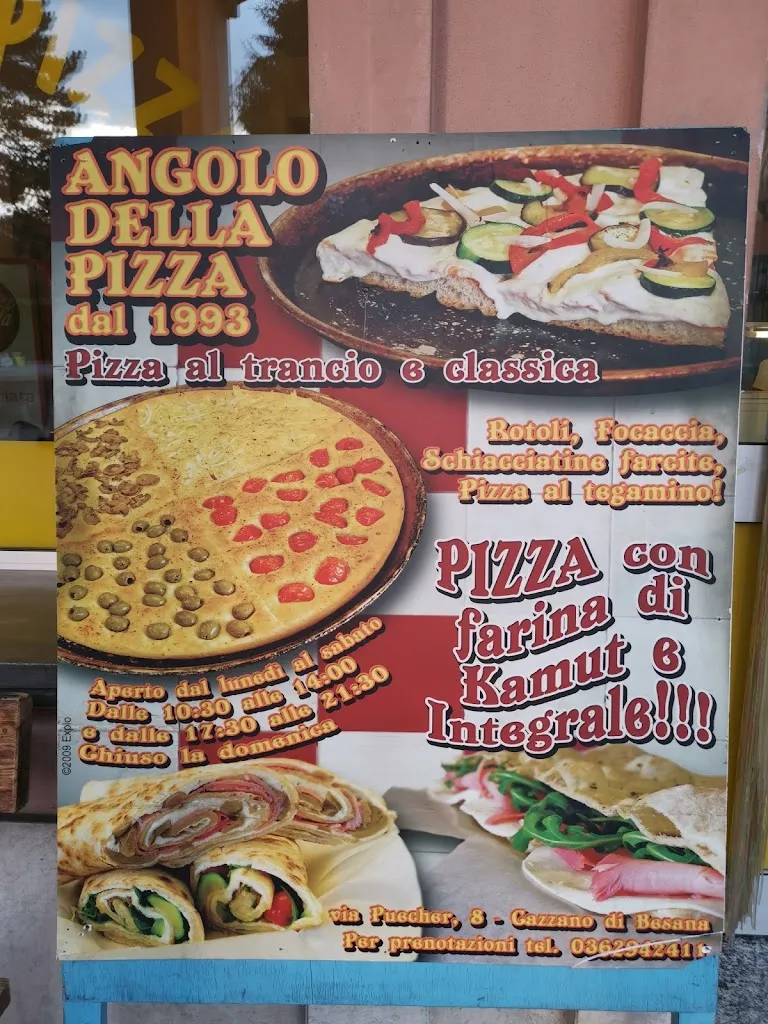 PIZZ
ANGOLO
DELLA
PIZZA
dal 1993
Pizza al trancio e classica
Rotoli, Focaccia,
Schiacciatine farcite,
Pizza al tegamino!
PIZZA con
farina di
Kamut e
Integrale!!!
Aperto dal lunedì al sabato
Dalle 10:30 alle 14:00
e dalle 17:30 alle 21:30
Chiuso la domenica
©2009 Explo
via Puecher, 8 - Cazzano di Besana
Per prenotazioni tel. 0362942411